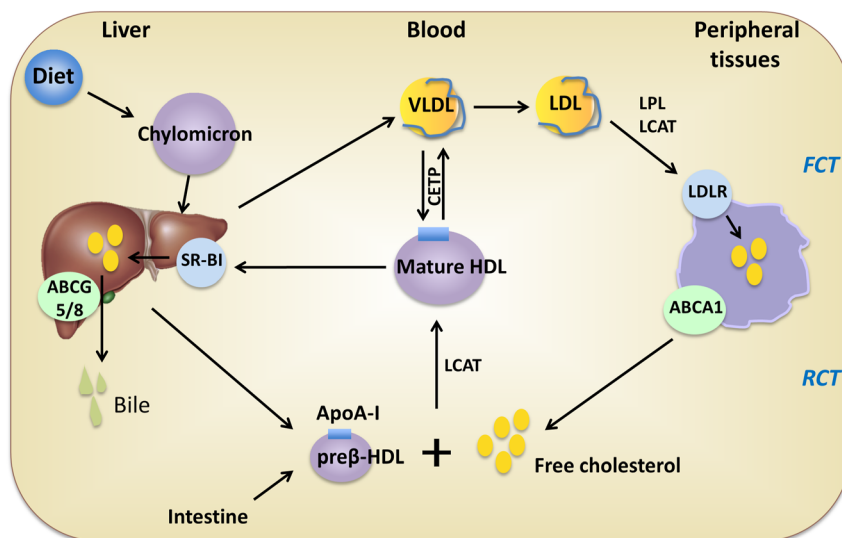 Liver
Blood
Peripheral
tissues
Diet
Chylomicron
VLDL
LDL
LPL
LCAT
FCT
CETP
LDLR
SR-BI
Mature HDL
ABCG
5/8
ABCA1
LCAT
RCT
Bile
ApoA-I
preβ-HDL
+
Free cholesterol
Intestine